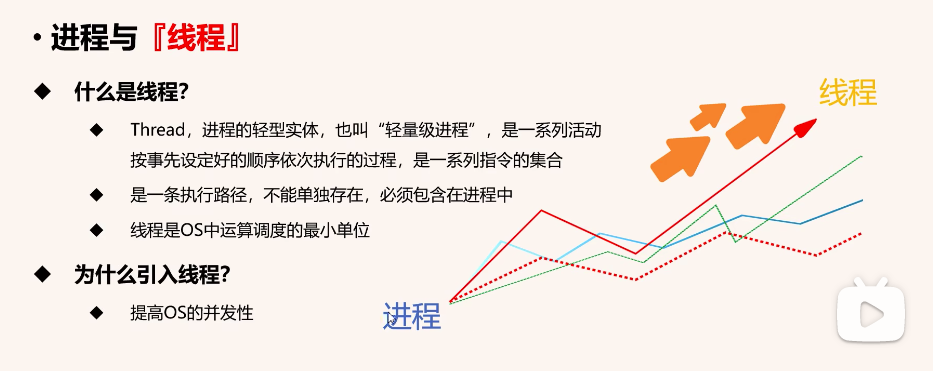 • 进程与『线程』
◆ 什么是线程？
线程
◆ Thread，进程的轻型实体，也叫“轻量级进程”，是一系列活动
按事先设定好的顺序依次执行的过程，是一系列指令的集合
◆ 是一条执行路径，不能单独存在，必须包含在进程中
◆ 线程是OS中运算调度的最小单位
◆ 为什么引入线程？
◆ 提高OS的并发性
进程